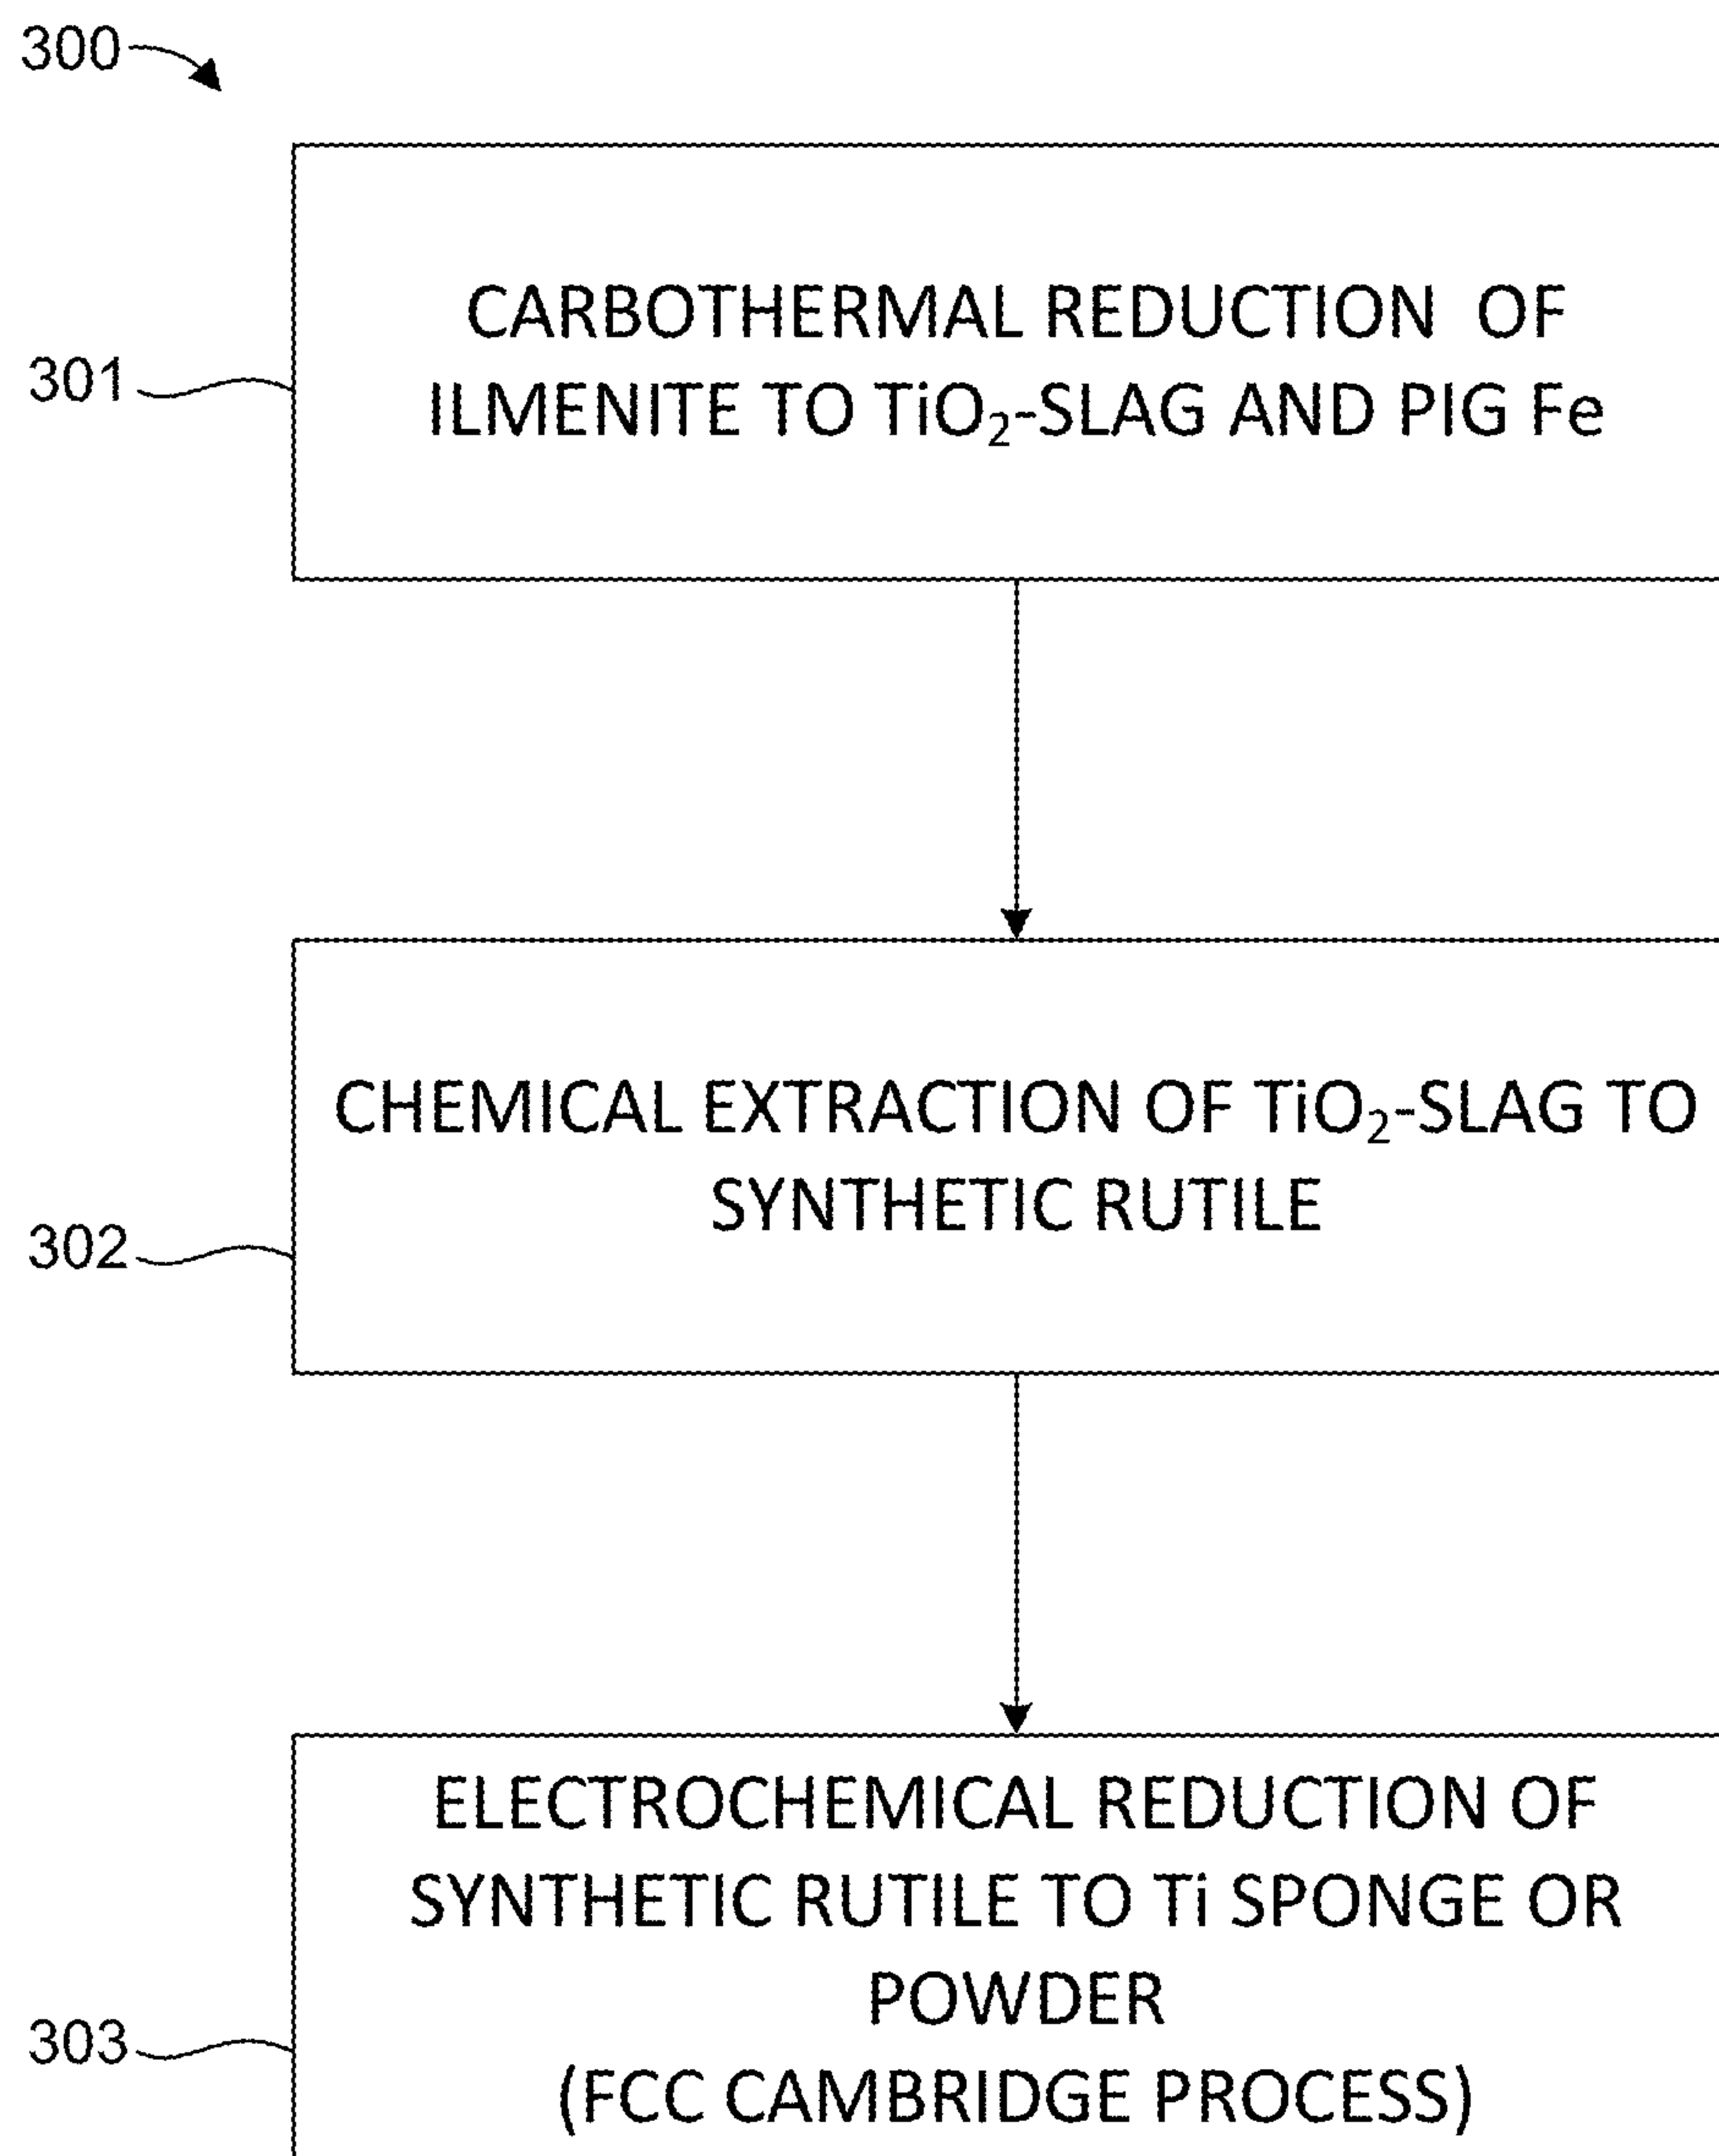 300
CARBOTHERMAL REDUCTION OF
301
ILMENITE TO TiO₂-SLAG AND PIG Fe
CHEMICAL EXTRACTION OF TiO₂-SLAG TO
SYNTHETIC RUTILE
302
ELECTROCHEMICAL REDUCTION OF
SYNTHETIC RUTILE TO Ti SPONGE OR
POWDER
303
(FCC CAMBRIDGE PROCESS)